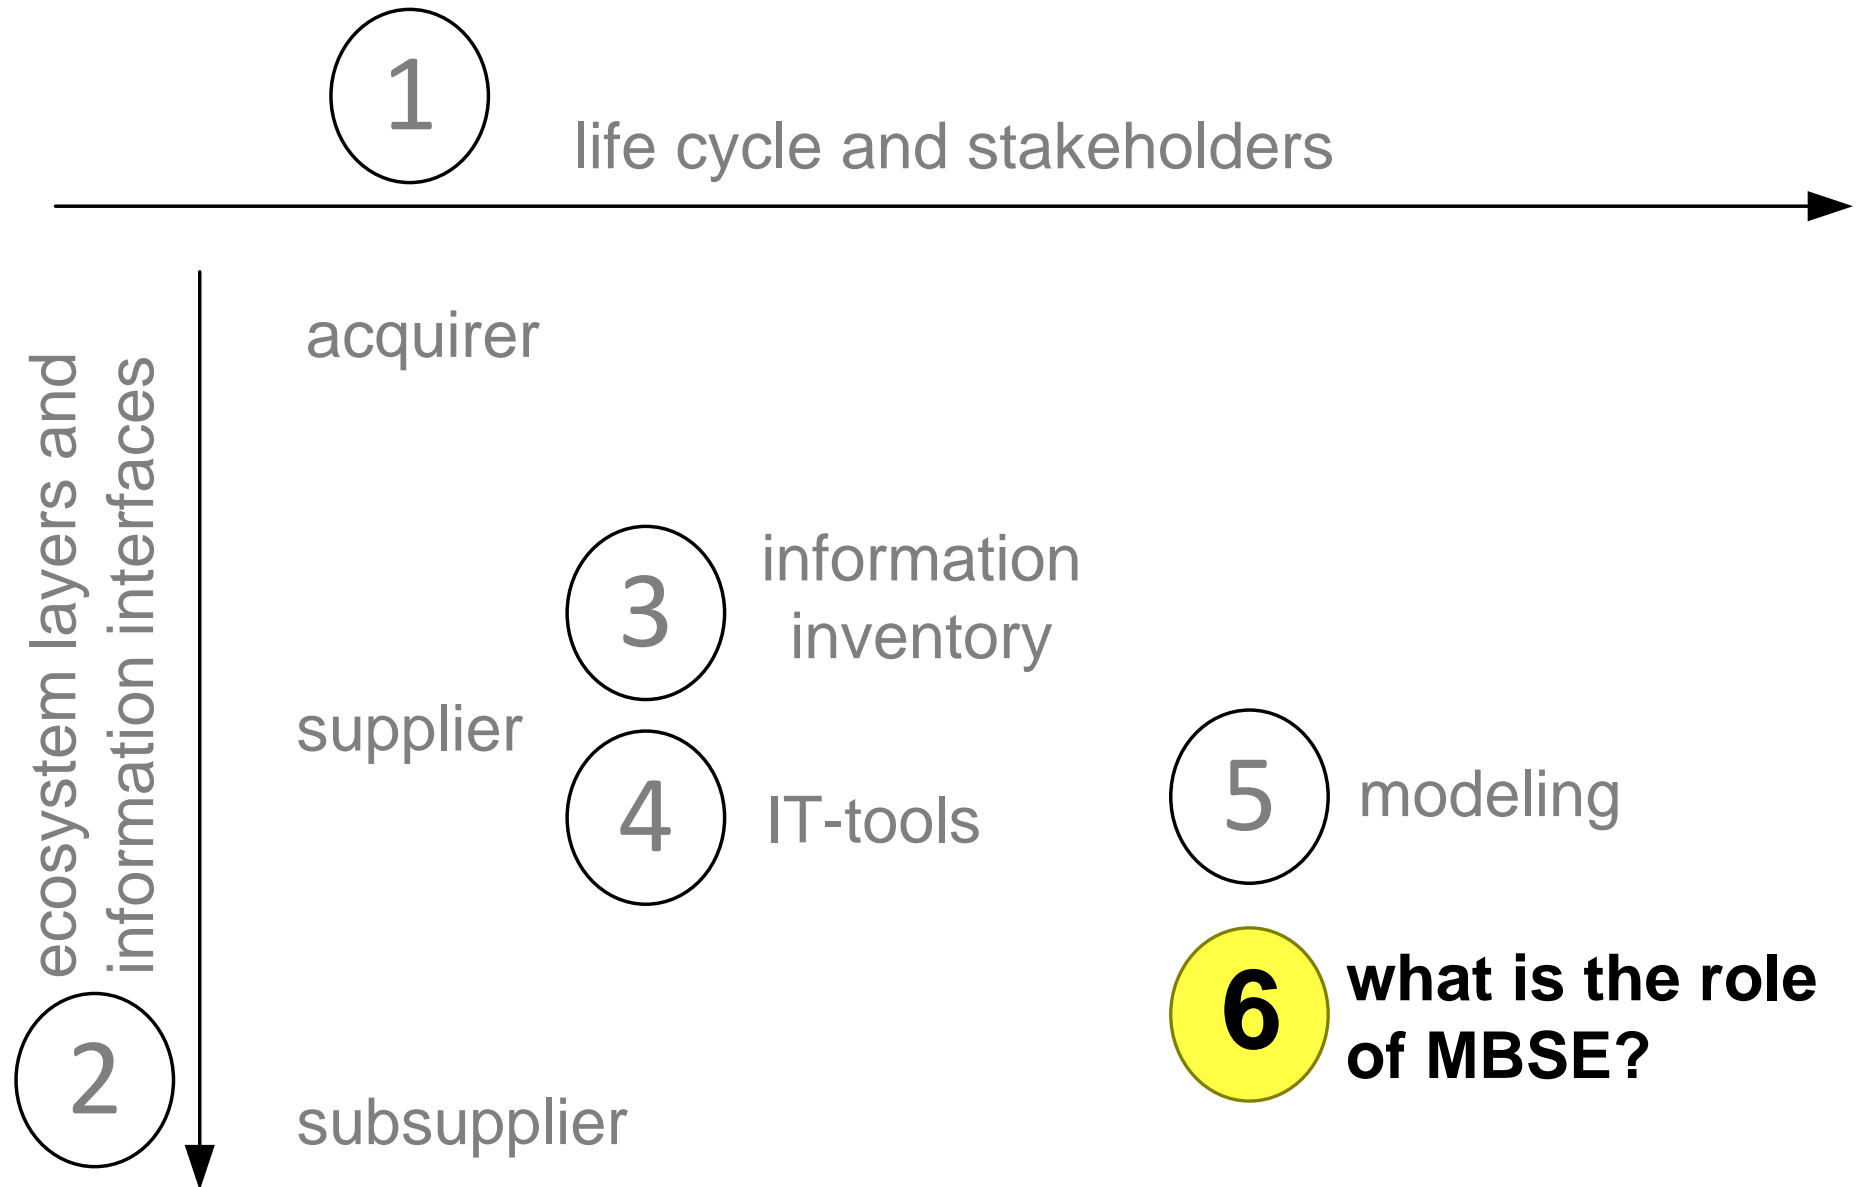 1
life cycle and stakeholders
ecosystem layers and
information interfaces
2
acquirer
supplier
subsupplier
3
information
inventory
4
IT-tools
5
modeling
6
what is the role
of MBSE?